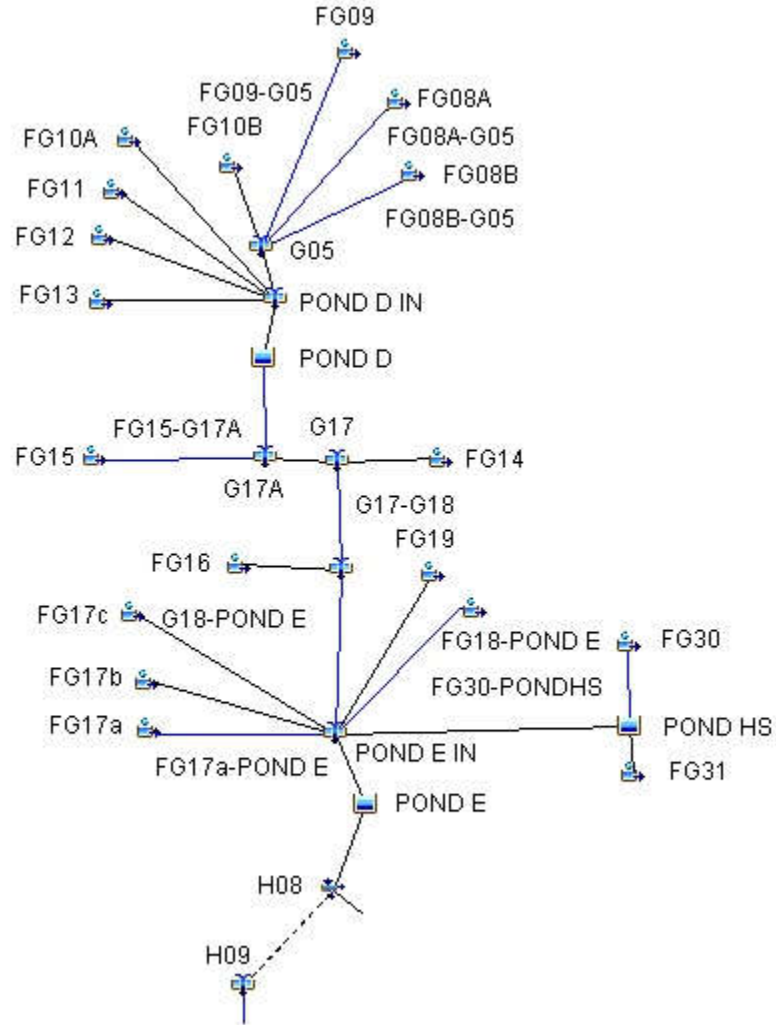 FG09
FG09-G05
FG08A
FG10B
FG10A
FG08A-G05
FG11
FG08B
FG08B-G05
FG12
G05
FG13
POND D IN
POND D
FG15-G17A
G17
FG15
FG14
G17A
G17-G18
FG19
FG16
FG17c
G18-POND E
FG18-POND E
FG30
FG17b
FG30-PONDHS
FG17a
POND E IN
POND HS
FG17a-POND E
FG31
POND E
H08
H09